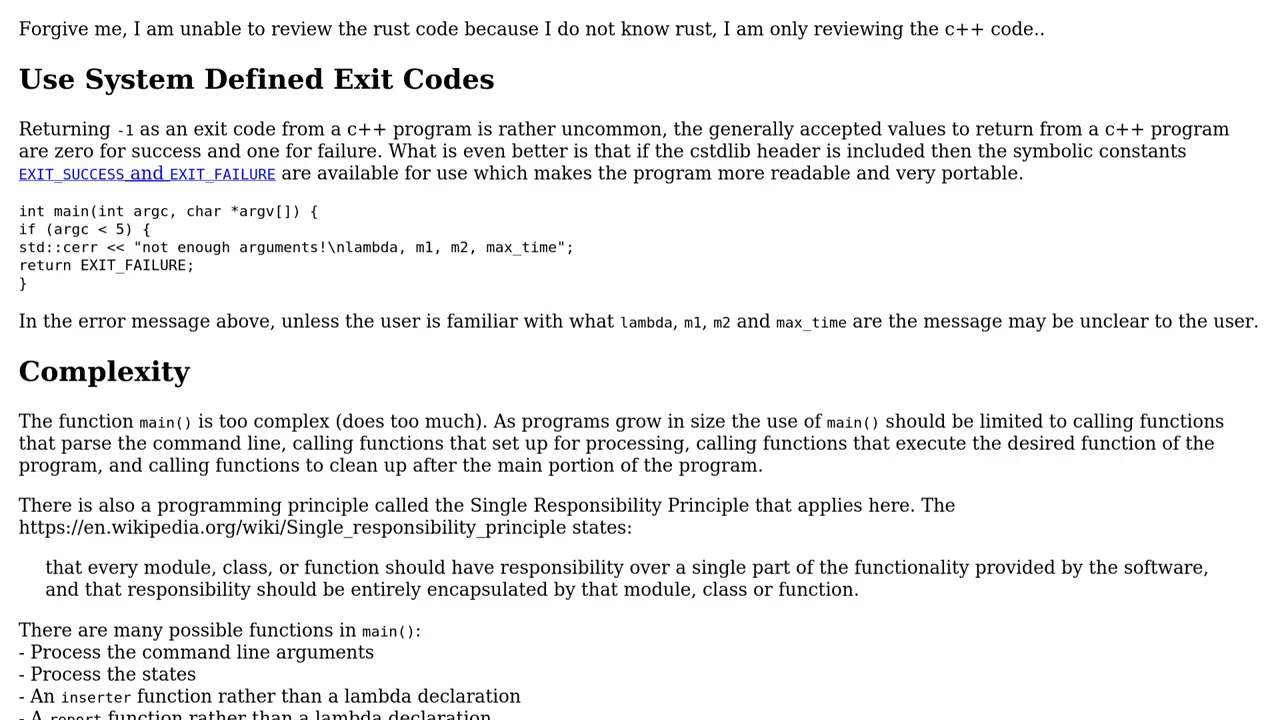 Forgive me, I am unable to review the rust code because I do not know rust, I am only reviewing the c++ code..
Use System Defined Exit Codes
Returning -1 as an exit code from a c++ program is rather uncommon, the generally accepted values to return from a c++ program
are zero for success and one for failure. What is even better is that if the cstdlib header is included then the symbolic constants
EXIT_SUCCESS and EXIT_FAILURE are available for use which makes the program more readable and very portable.
int main(int argc, char *argv[]) {
if (argc < 5) {
std::cerr << "not enough arguments!\nlambda, m1, m2, max_time";
return EXIT_FAILURE;
}
In the error message above, unless the user is familiar with what lambda, m1, m2 and max_time are the message may be unclear to the user.
Complexity
The function main() is too complex (does too much). As programs grow in size the use of main() should be limited to calling functions
that parse the command line, calling functions that set up for processing, calling functions that execute the desired function of the
program, and calling functions to clean up after the main portion of the program.
There is also a programming principle called the Single Responsibility Principle that applies here. The
https://en.wikipedia.org/wiki/Single_responsibility_principle states:
that every module, class, or function should have responsibility over a single part of the functionality provided by the software,
and that responsibility should be entirely encapsulated by that module, class or function.
There are many possible functions in main():
- Process the command line arguments
- Process the states
- An inserter function rather than a lambda declaration
- A report function rather than a lambda declaration